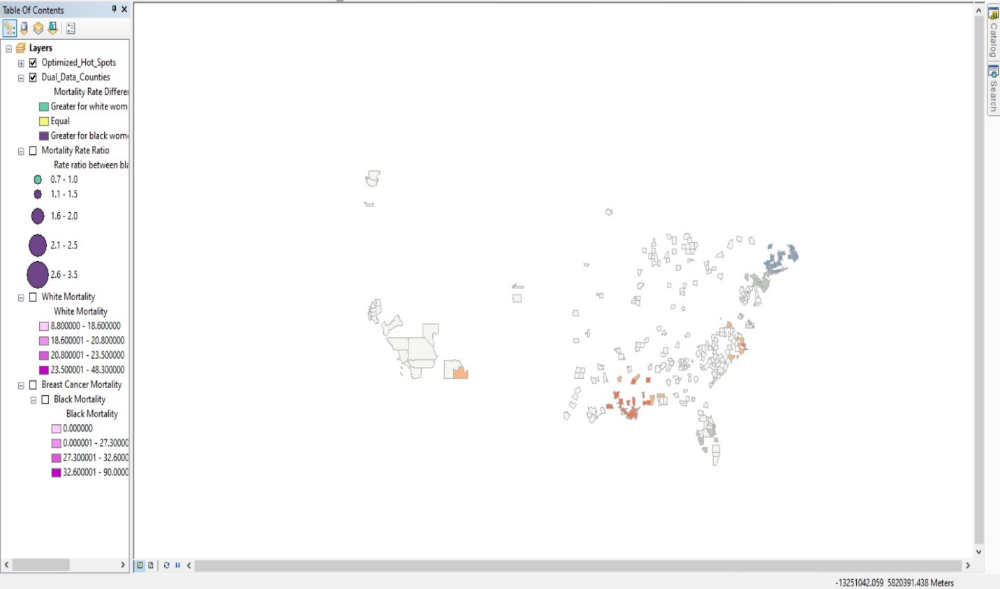 Table Of Contents
Layers
Optimized_Hot_Spots
Dual_Data_Counties
Mortality Rate Differe
Greater for white wom
Equal
Greater for black wom
Mortality Rate Ratio
Rate ratio between bla
0.7 - 1.0
1.1 - 1.5
1.6 - 2.0
2.1 - 2.5
2.6 - 3.5
White Mortality
White Mortality
8.800000 - 18.600000
18.600001 - 20.800000
20.800001 - 23.500000
23.500001 - 48.300000
Breast Cancer Mortality
Black Mortality
Black Mortality
0.000000
0.000001 - 27.30000
27.300001 - 32.6000
32.600001 - 90.0000
Catalog
Search
-13251042.059 5820391.438 Meters